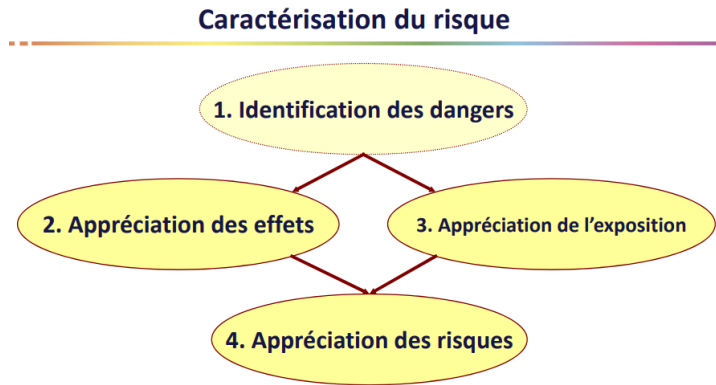 Caractérisation du risque
1. Identification des dangers
2. Appréciation des effets
3. Appréciation de l’exposition
4. Appréciation des risques